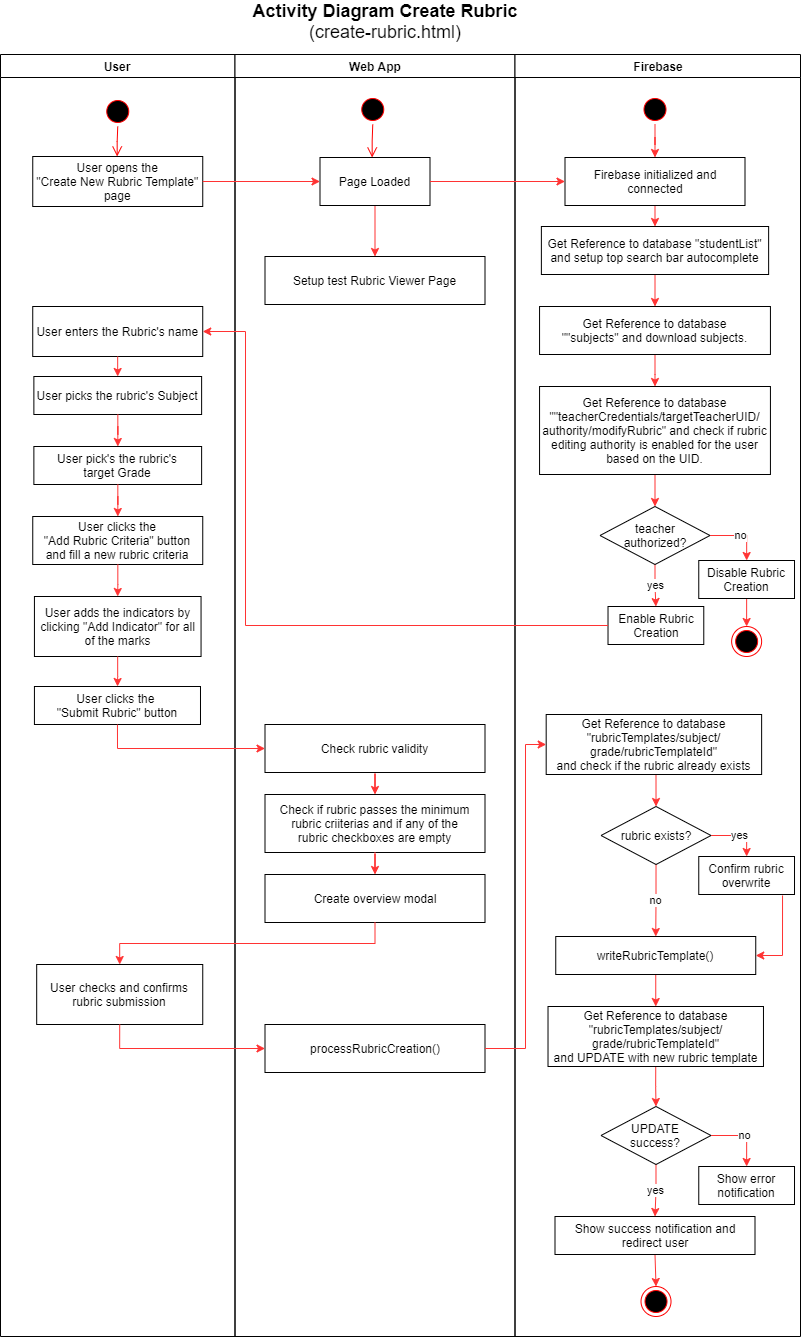 Activity Diagram Create Rubric
(create-rubric.html)
User
Web App
Firebase
User opens the
"Create New Rubric Template"
page
Page Loaded
Firebase initialized and
connected
Get Reference to database "studentList"
and setup top search bar autocomplete
Setup test Rubric Viewer Page
User enters the Rubric's name
Get Reference to database
""subjects" and download subjects.
User picks the rubric's Subject
Get Reference to database
""teacherCredentials/targetTeacherUID/
authority/modifyRubric" and check if rubric
editing authority is enabled for the user
based on the UID.
User pick's the rubric's
target Grade
User clicks the
"Add Rubric Criteria" button
and fill a new rubric criteria
teacher
authorized?
no
yes
Disable Rubric
Creation
User adds the indicators by
clicking "Add Indicator" for all
of the marks
Enable Rubric
Creation
User clicks the
"Submit Rubric" button
Check rubric validity
Get Reference to database
"rubricTemplates/subject/
grade/rubricTemplateId"
and check if the rubric already exists
Check if rubric passes the minimum
rubric criiterias and if any of the
rubric checkboxes are empty
rubric exists?
yes
no
Confirm rubric
overwrite
Create overview modal
writeRubricTemplate()
User checks and confirms
rubric submission
processRubricCreation()
Get Reference to database
"rubricTemplates/subject/
grade/rubricTemplateId"
and UPDATE with new rubric template
UPDATE
success?
no
yes
Show error
notification
Show success notification and
redirect user